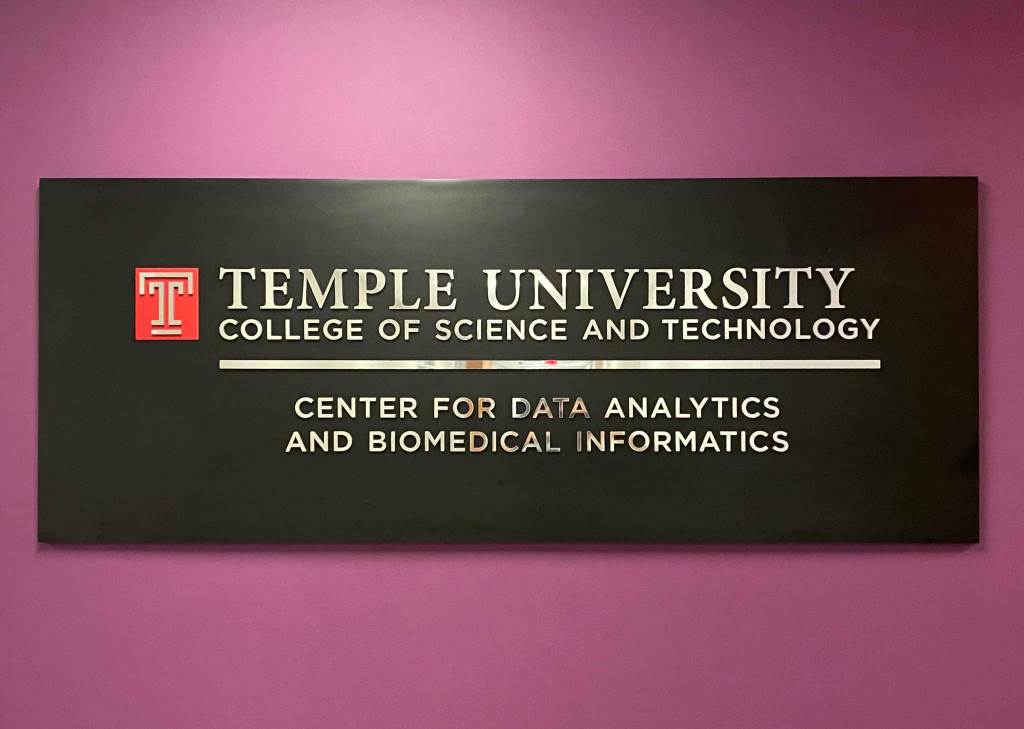 T TEMPLE UNIVERSITY
COLLEGE OF SCIENCE AND TECHNOLOGY
CENTER FOR DATA ANALYTICS
AND BIOMEDICAL INFORMATICS